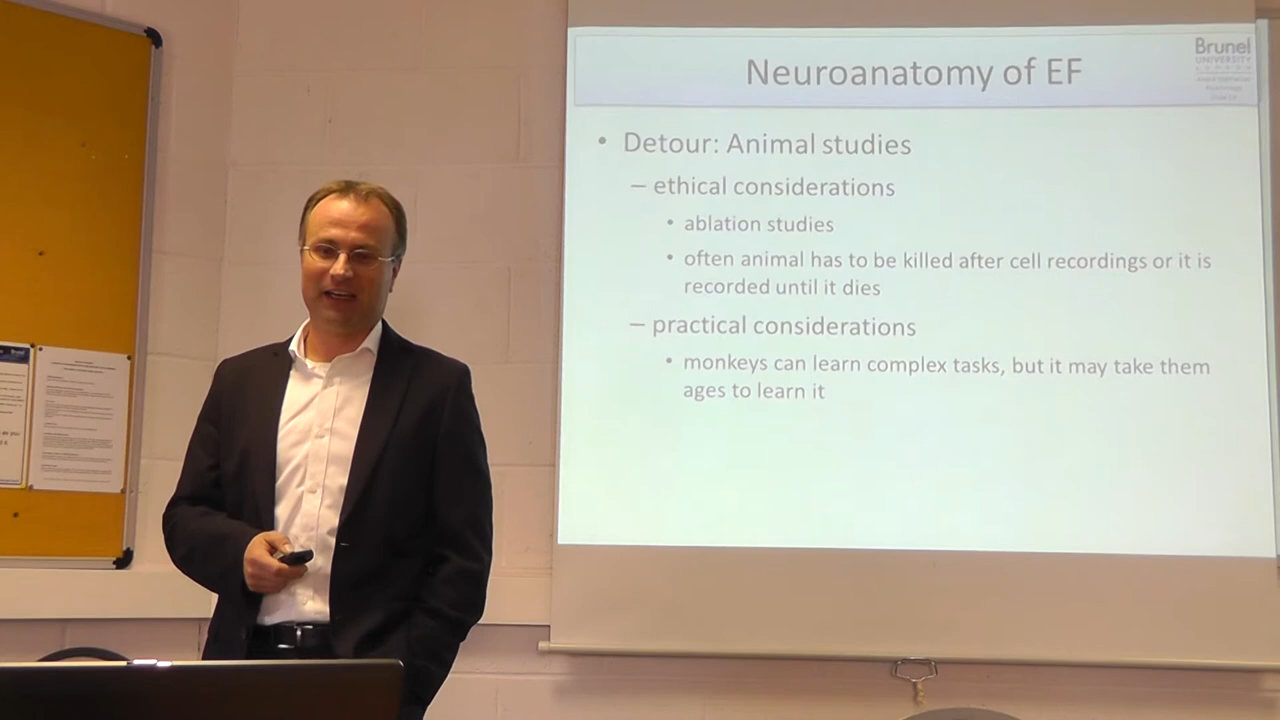 Neuroanatomy of EF
Brunel
UNIVERSITY
LONDON
• Detour: Animal studies
– ethical considerations
• ablation studies
• often animal has to be killed after cell recordings or it is
recorded until it dies
– practical considerations
• monkeys can learn complex tasks, but it may take them
ages to learn it